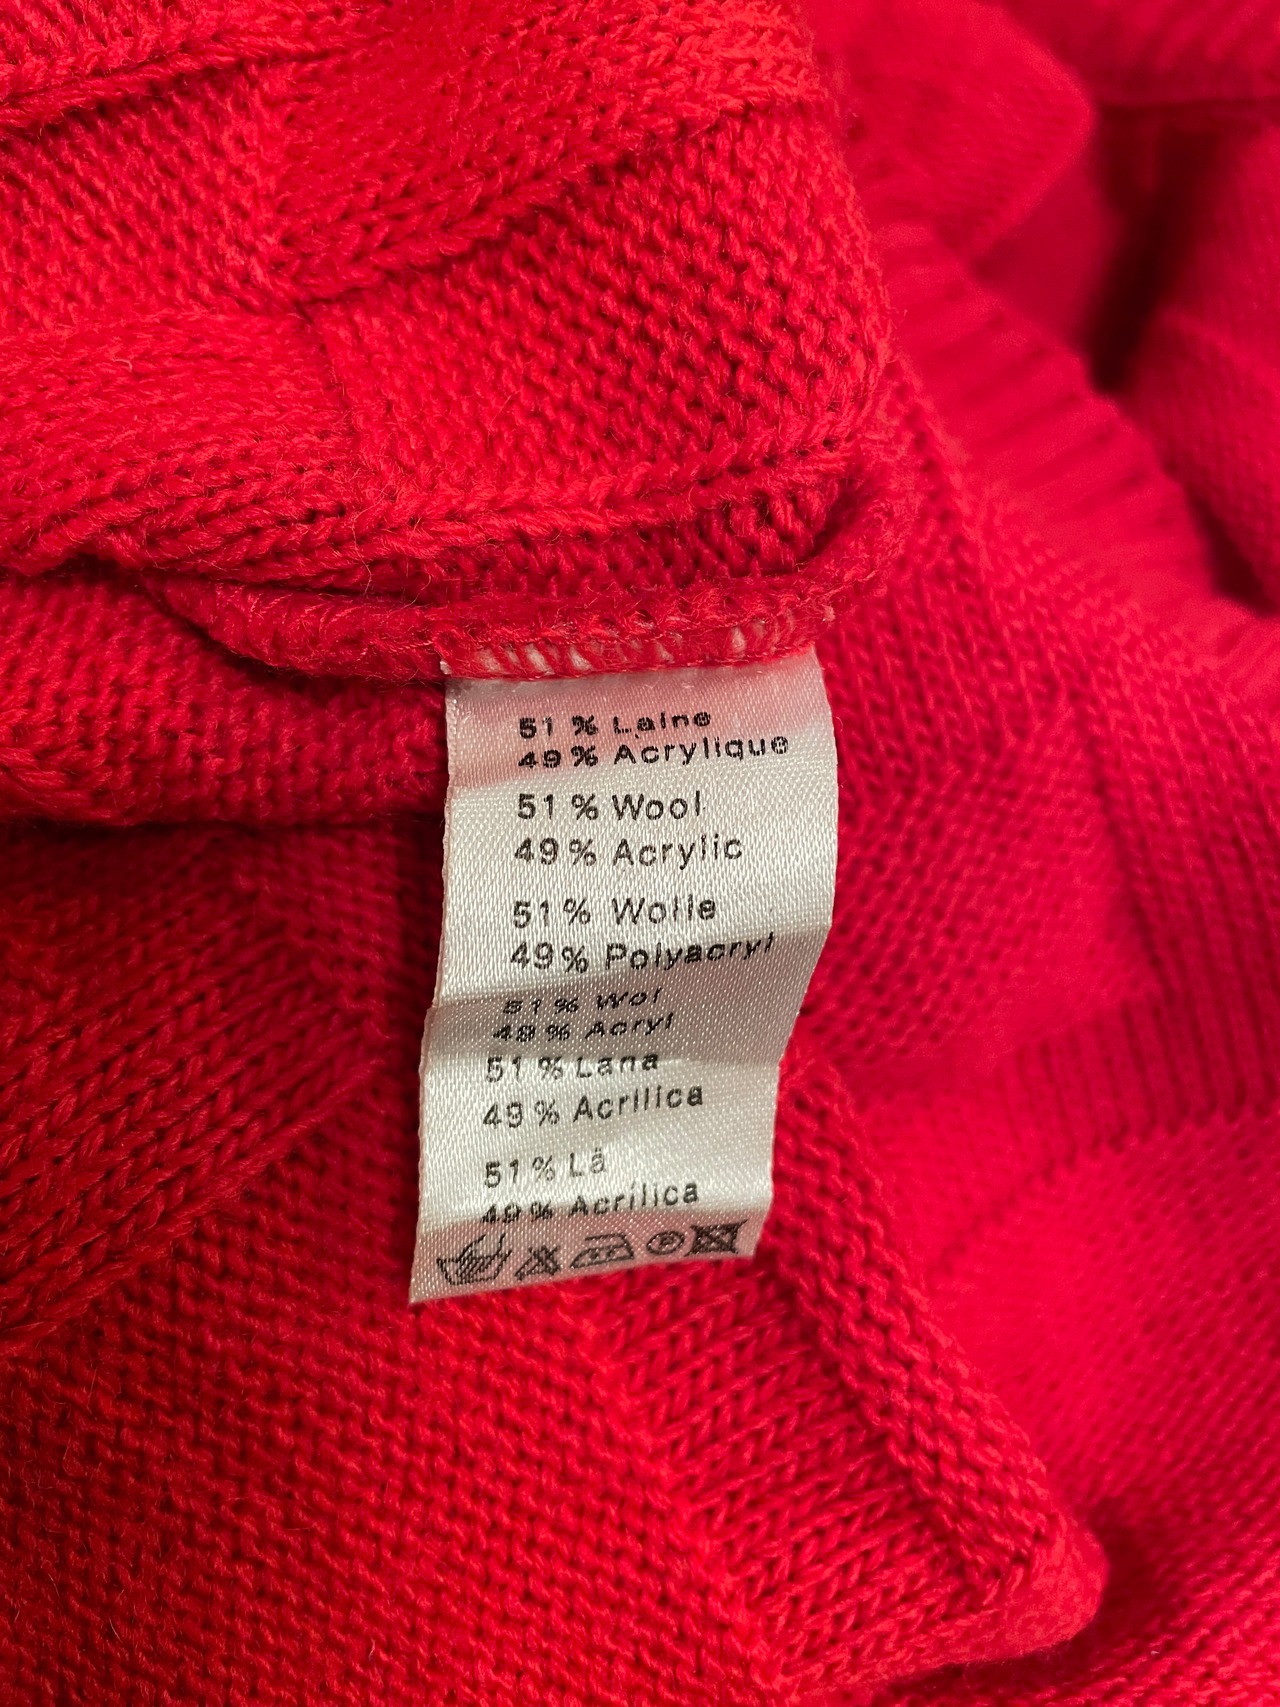 51 % Laine
49 % Acrylique
51 % Wool
49 % Acrylic
51 % Wolle
49 % Polyacryl
51 % Wol
49 % Acryl
51 % Lana
49 % Acrilica
51 % Lã
49 % Acrílica
P